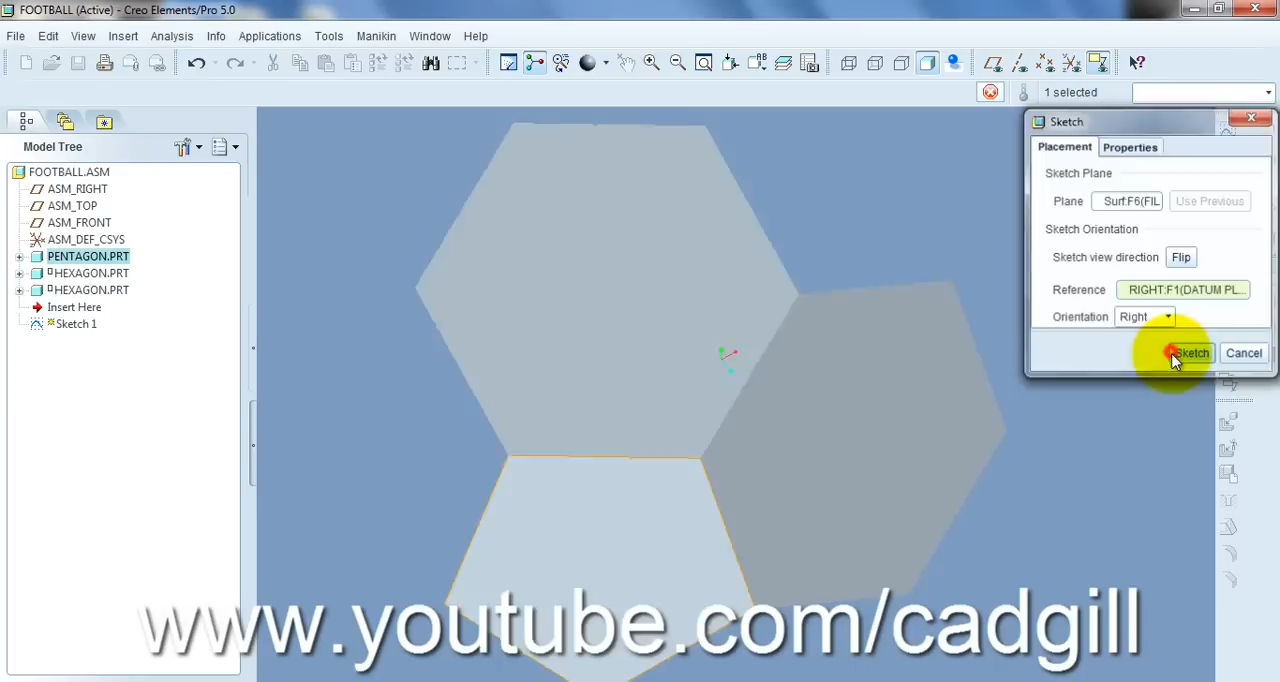 FOOTBALL (Active) - Creo Elements/Pro 5.0
File Edit View Insert Analysis Info Applications Tools Manikin Window Help
1 selected
Model Tree
FOOTBALL.ASM
ASM_RIGHT
ASM_TOP
ASM_FRONT
ASM_DEF_CSYS
PENTAGON.PRT
HEXAGON.PRT
HEXAGON.PRT
Insert Here
Sketch 1
Sketch
Placement Properties
Sketch Plane
Plane Surf:F6(FIL Use Previous
Sketch Orientation
Sketch view direction Flip
Reference RIGHT:F1(DATUM PL...
Orientation Right
Sketch Cancel
www.youtube.com/cadgill